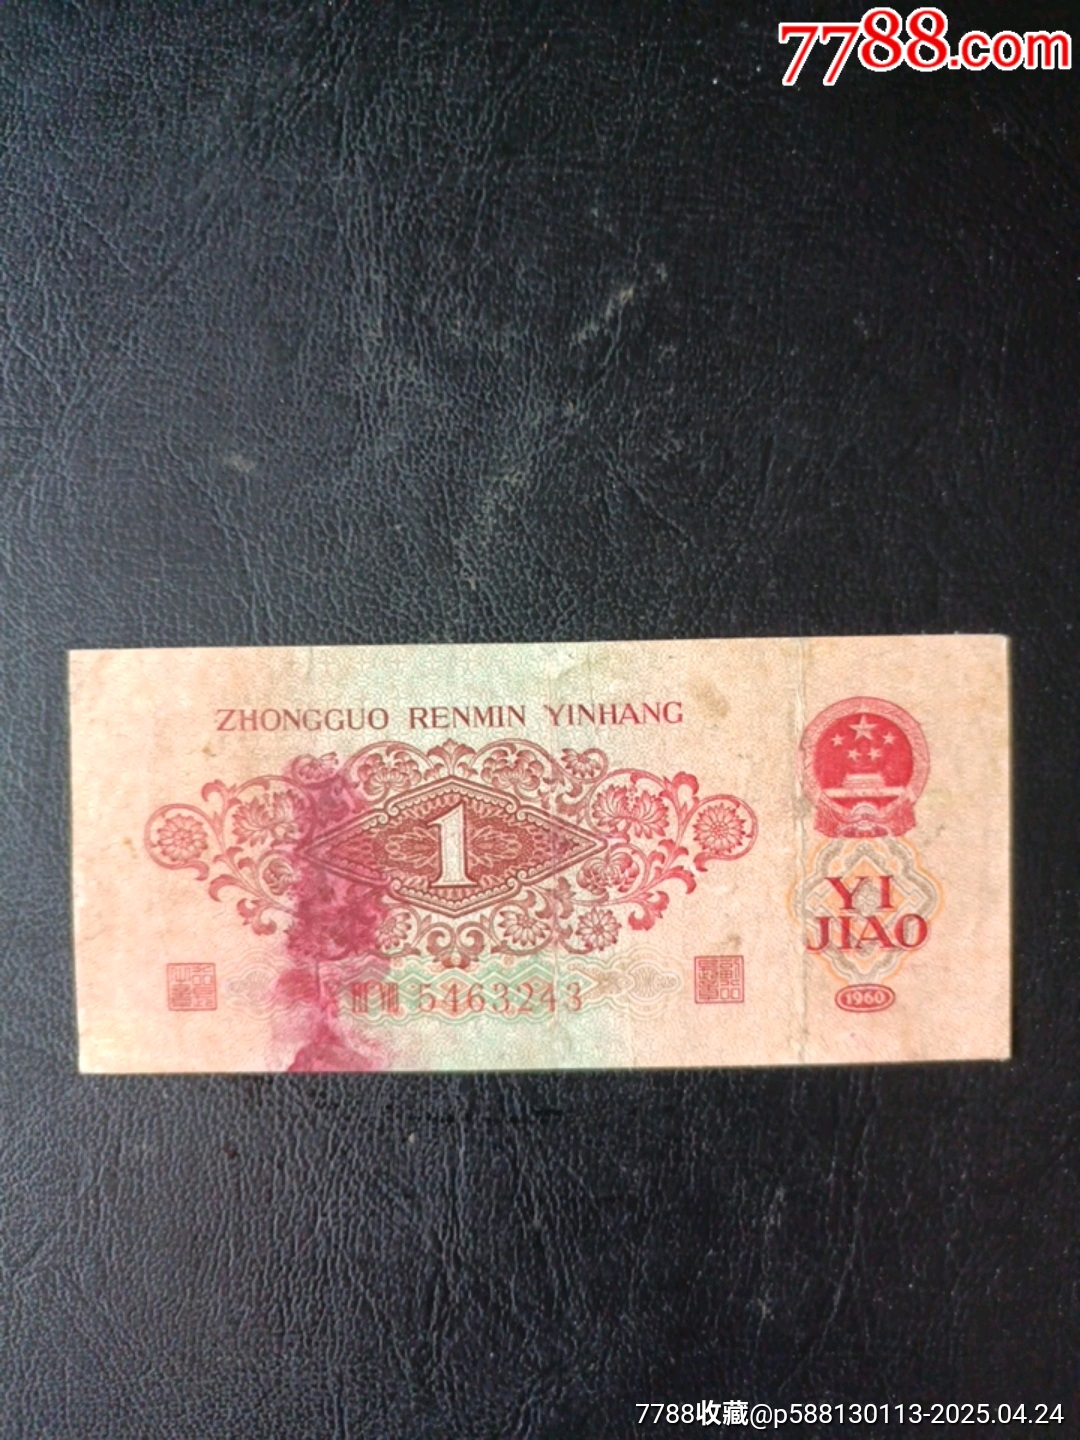 7788.com
ZHONGGUO RENMIN YINHANG
1
YI
JIAO
5463243
1960
7788收藏@p588130113-2025.04.24